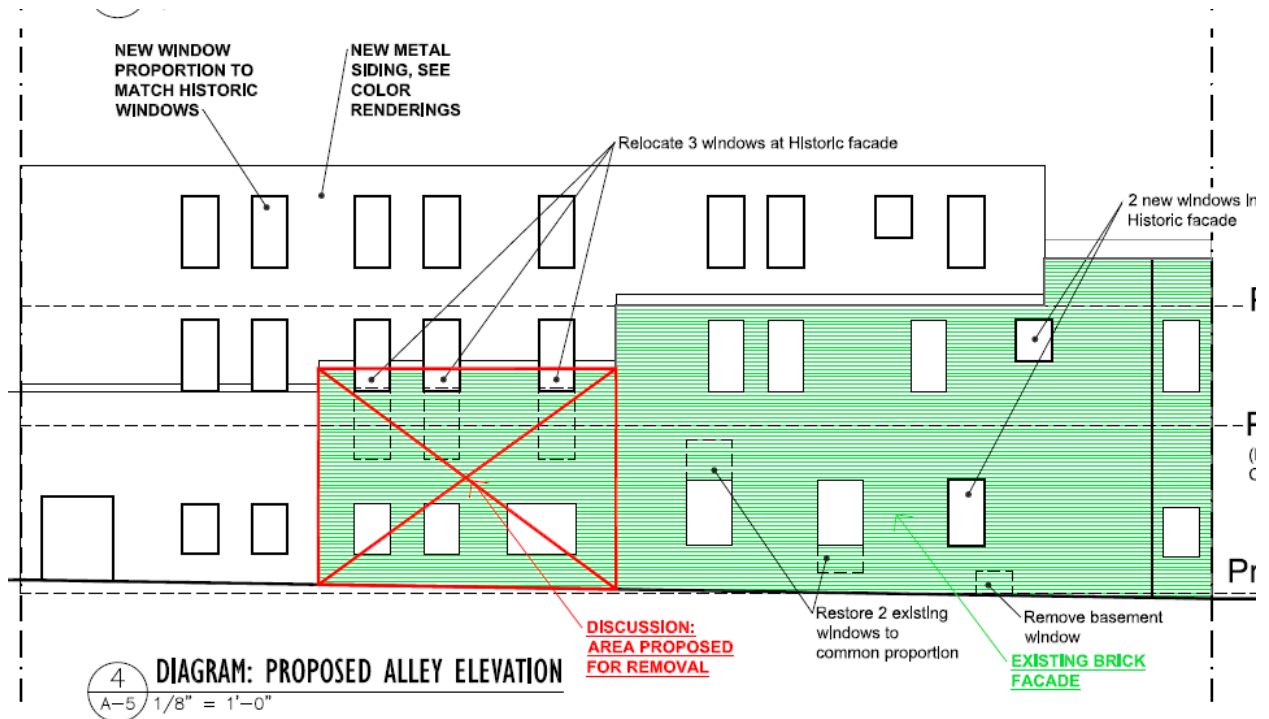 NEW WINDOW
PROPORTION TO
MATCH HISTORIC
WINDOWS
NEW METAL
SIDING, SEE
COLOR
RENDERINGS
Relocate 3 windows at Historic facade
2 new windows in
Historic facade
Restore 2 existing
windows to
common proportion
Remove basement
window
DISCUSSION:
AREA PROPOSED
FOR REMOVAL
EXISTING BRICK
FACADE
4
A-5
DIAGRAM: PROPOSED ALLEY ELEVATION
1/8" = 1'-0"